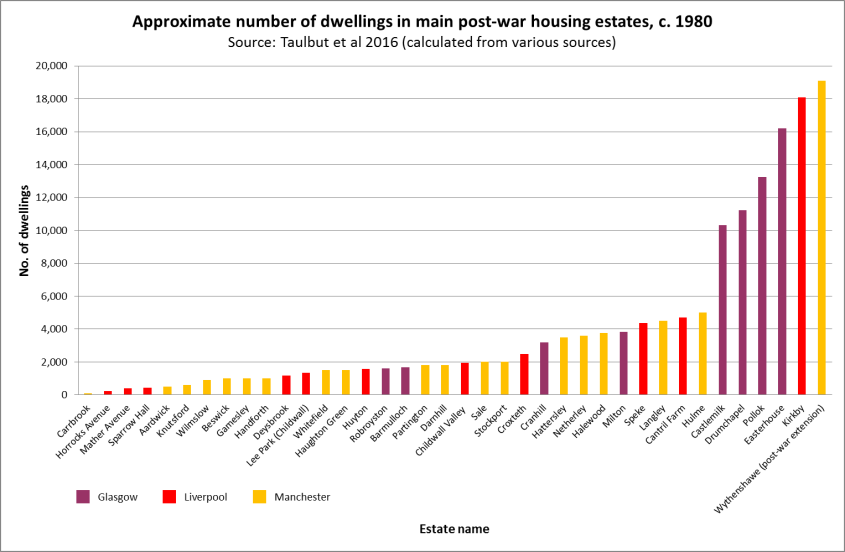 Approximate number of dwellings in main post-war housing estates, c. 1980
Source: Taulbut et al 2016 (calculated from various sources)
No. of dwellings
20,000
18,000
16,000
14,000
12,000
10,000
8,000
6,000
4,000
2,000
0
Carrbrook
Horrocks Avenue
Mather Avenue
Sparrow Hall
Aardwick
Knutsford
Wilmslow
Beswick
Gamesley
Handforth
Deysbrook
Lee Park (Childwall)
Whitefield
Haughton Green
Huyton
Robroyston
Barmulloch
Partington
Darnhill
Childwall Valley
Sale
Stockport
Croxteth
Cranhill
Hattersley
Netherley
Halewood
Milton
Speke
Langley
Cantril Farm
Hulme
Castlemilk
Drumchapel
Pollok
Easterhouse
Kirkby
Wythenshawe (post-war extension)
Glasgow
Liverpool
Manchester
Estate name